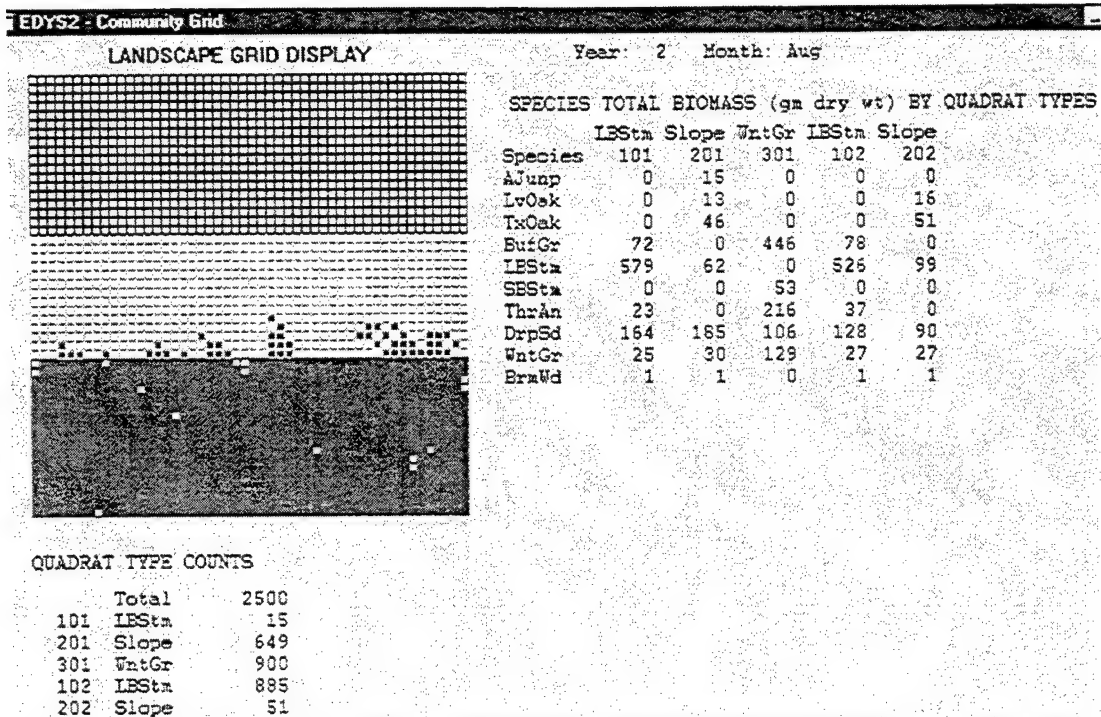 EDYS2 - Community Grid
LANDSCAPE GRID DISPLAY
Year: 2 Month: Aug
SPECIES TOTAL BIOMASS (gm dry wt) BY QUADRAT TYPES
LBStm Slope WntGr LBStm Slope
Species 101 201 301 102 202
AJunp 0 15 0 0 0
LvOak 0 13 0 0 16
TxOak 0 46 0 0 51
BufGr 72 0 446 78 0
LBStm 579 62 0 526 99
SBStm 0 0 53 0 0
ThrAn 23 0 216 37 0
DrpSd 164 185 106 128 90
WntGr 25 30 129 27 27
BrmWd 1 1 0 1 1
QUADRAT TYPE COUNTS
Total 2500
101 LBStm 15
201 Slope 649
301 WntGr 900
102 LBStm 885
202 Slope 51